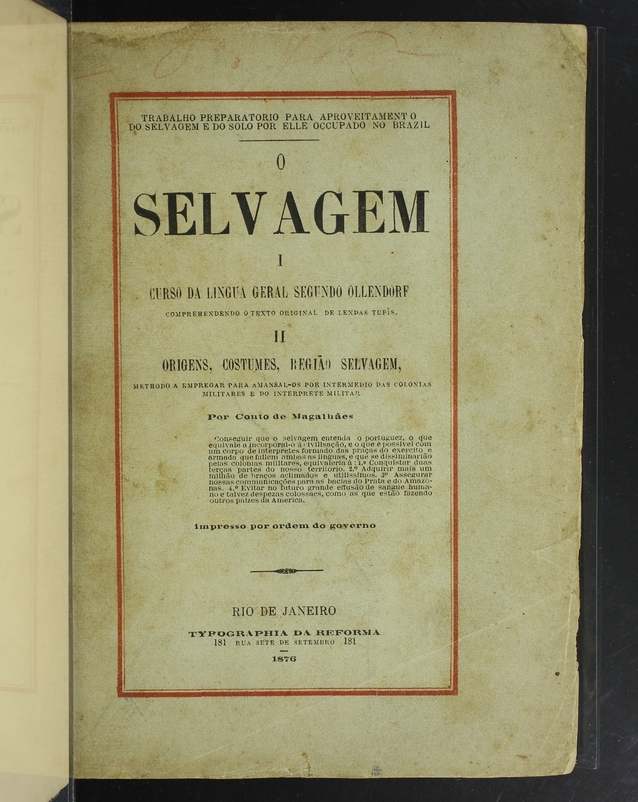 TRABALHO PREPARATORIO PARA APROVEITAMENTO
DO SELVAGEM E DO SOLO POR ELLE OCCUPADO NO BRAZIL
O
SELVAGEM
I
CURSO DA LINGUA GERAL SEGUNDO OLLENDORF
COMPREHENDENDO O TEXTO ORIGINAL DE LENDAS TUPÍS.
II
ORIGENS, COSTUMES, REGIÃO SELVAGEM,
METHODO A EMPREGAR PARA AMANSAL-OS POR INTERMEDIO DAS COLONIAS
MILITARES E DO INTERPRETE MILITAR
Por Couto de Magalhães
Conseguir que o selvagem entenda o portuguez, o que
equivale a incorporal-o á civilisação, e o que é possivel com
um corpo de interpretes formado das praças do exercito e
armada que fallem ambas as linguas, e que se disseminarião
pelas colonias militares, equivaleria á: 1.º Conquistar duas
terças partes do nosso territorio. 2.º Adquirir mais um
milhão de braços aclimados e utilissimos. 3º Assegurar
nossas communicações para as bacias do Prata e do Amazo-
nas. 4.º Evitar no futuro grande effusão de sangue huma-
no e talvez despezas colossaes, como as que estão fazendo
outros paizes da America.
Impresso por ordem do governo
RIO DE JANEIRO
TYPOGRAPHIA DA REFORMA
181 RUA SETE DE SETEMBRO 181
1876